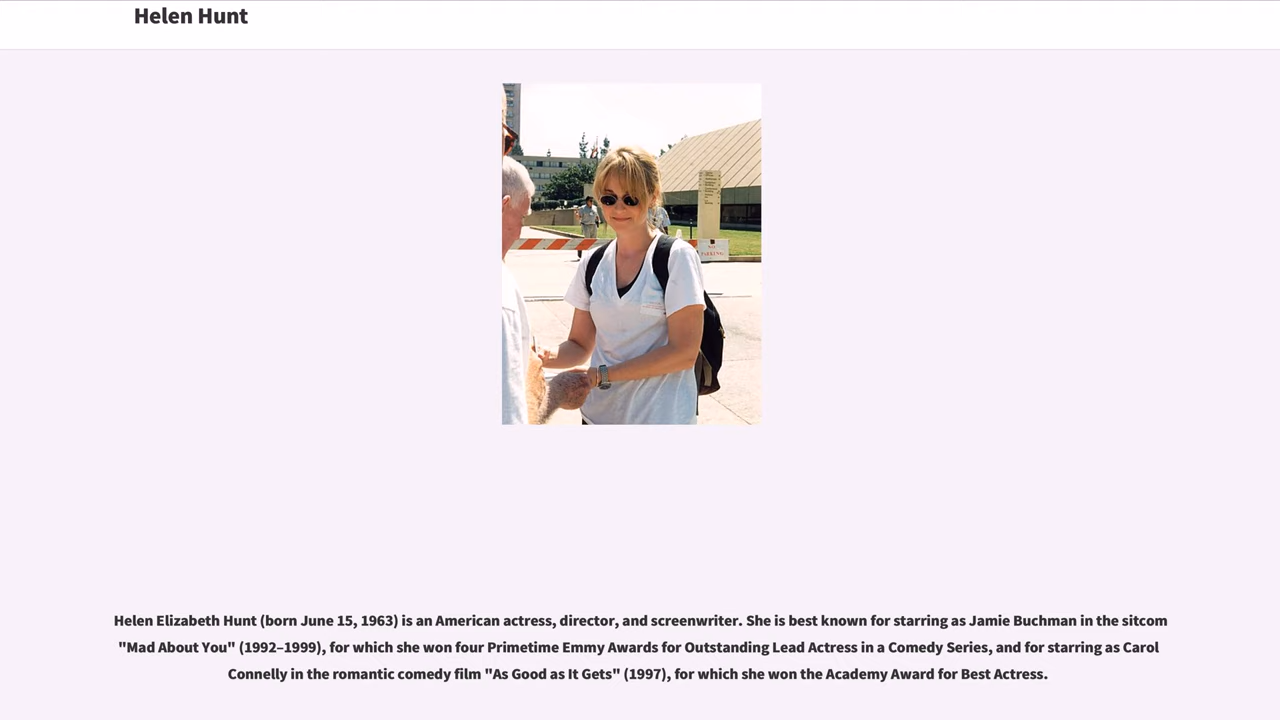 Helen Hunt
Helen Elizabeth Hunt (born June 15, 1963) is an American actress, director, and screenwriter. She is best known for starring as Jamie Buchman in the sitcom
"Mad About You" (1992–1999), for which she won four Primetime Emmy Awards for Outstanding Lead Actress in a Comedy Series, and for starring as Carol
Connelly in the romantic comedy film "As Good as It Gets" (1997), for which she won the Academy Award for Best Actress.